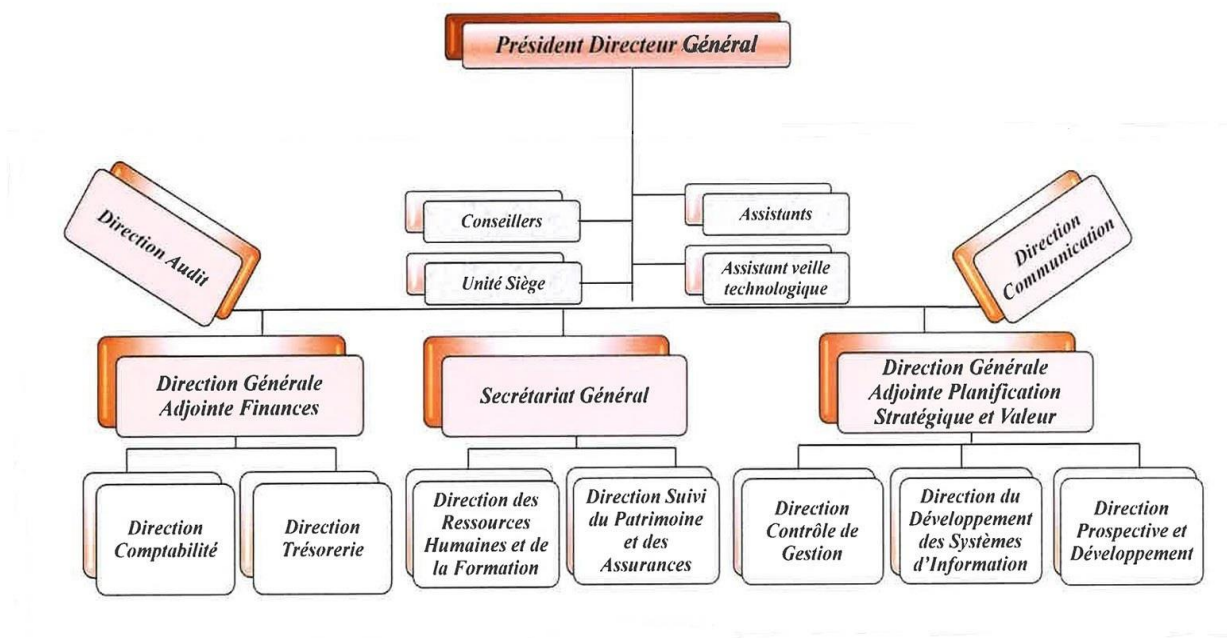 Président Directeur Général
Direction Audit
Conseillers
Assistants
Unité Siège
Assistant veille
technologique
Direction
Communication
Direction Générale
Adjointe Finances
Secrétariat Général
Direction Générale
Adjointe Planification
Stratégique et Valeur
Direction
Comptabilité
Direction
Trésorerie
Direction des
Ressources
Humaines et de
la Formation
Direction Suivi
du Patrimoine
et des
Assurances
Direction
Contrôle de
Gestion
Direction du
Développement
des Systèmes
d'Information
Direction
Prospective et
Développement